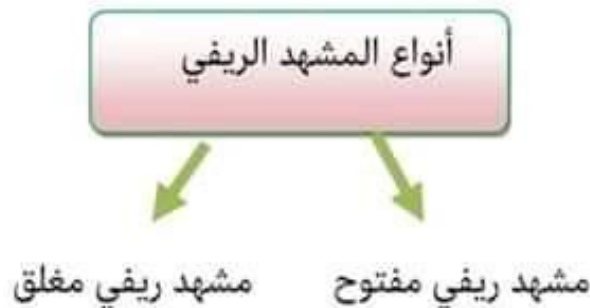 أنواع المشهد الريفي
مشهد ريفي مفتوح
مشهد ريفي مغلق